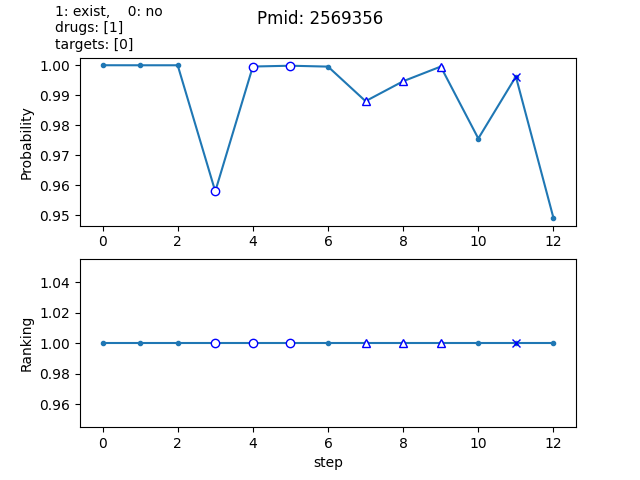 1: exist,    0: no
drugs: [1]
targets: [0]
Pmid: 2569356
Probability
1.00
0.99
0.98
0.97
0.96
0.95
0 2 4 6 8 10 12
Ranking
1.04
1.02
1.00
0.98
0.96
0 2 4 6 8 10 12
step